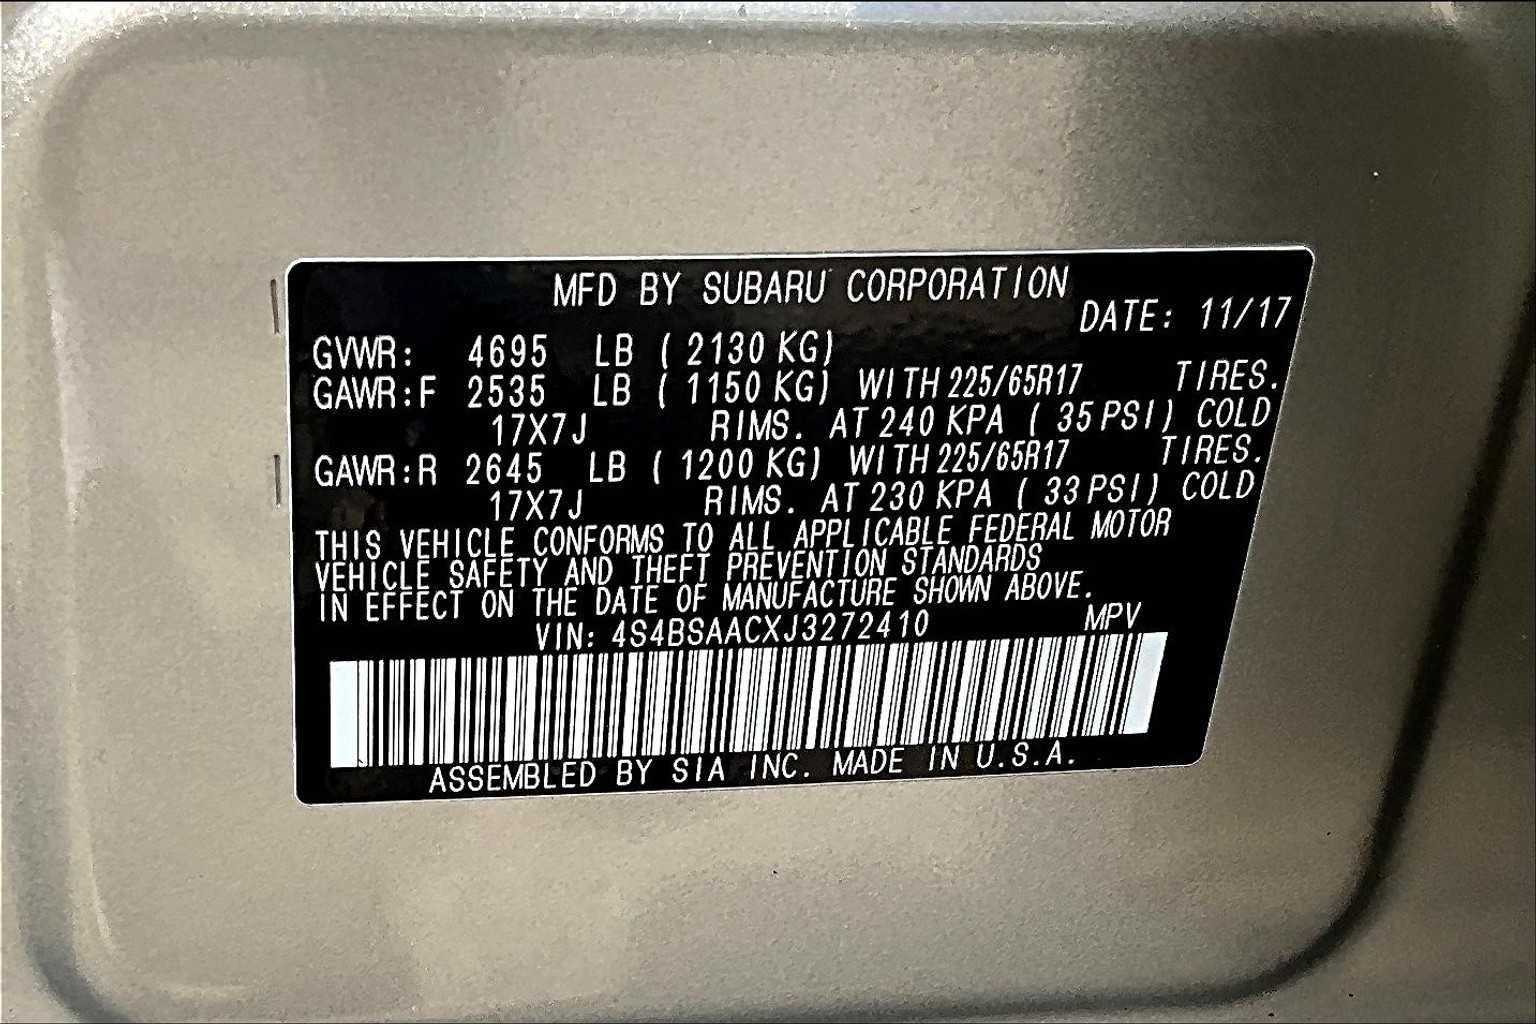 MFD BY SUBARU CORPORATION
DATE: 11/17
GVWR: 4695 LB ( 2130 KG)
GAWR:F 2535 LB ( 1150 KG) WITH 225/65R17 TIRES.
17X7J RIMS. AT 240 KPA ( 35 PSI) COLD
GAWR:R 2645 LB ( 1200 KG) WITH 225/65R17 TIRES.
17X7J RIMS. AT 230 KPA ( 33 PSI) COLD
THIS VEHICLE CONFORMS TO ALL APPLICABLE FEDERAL MOTOR
VEHICLE SAFETY AND THEFT PREVENTION STANDARDS
IN EFFECT ON THE DATE OF MANUFACTURE SHOWN ABOVE.
VIN: 4S4BSAACXJ3272410 MPV
ASSEMBLED BY SIA INC. MADE IN U.S.A.